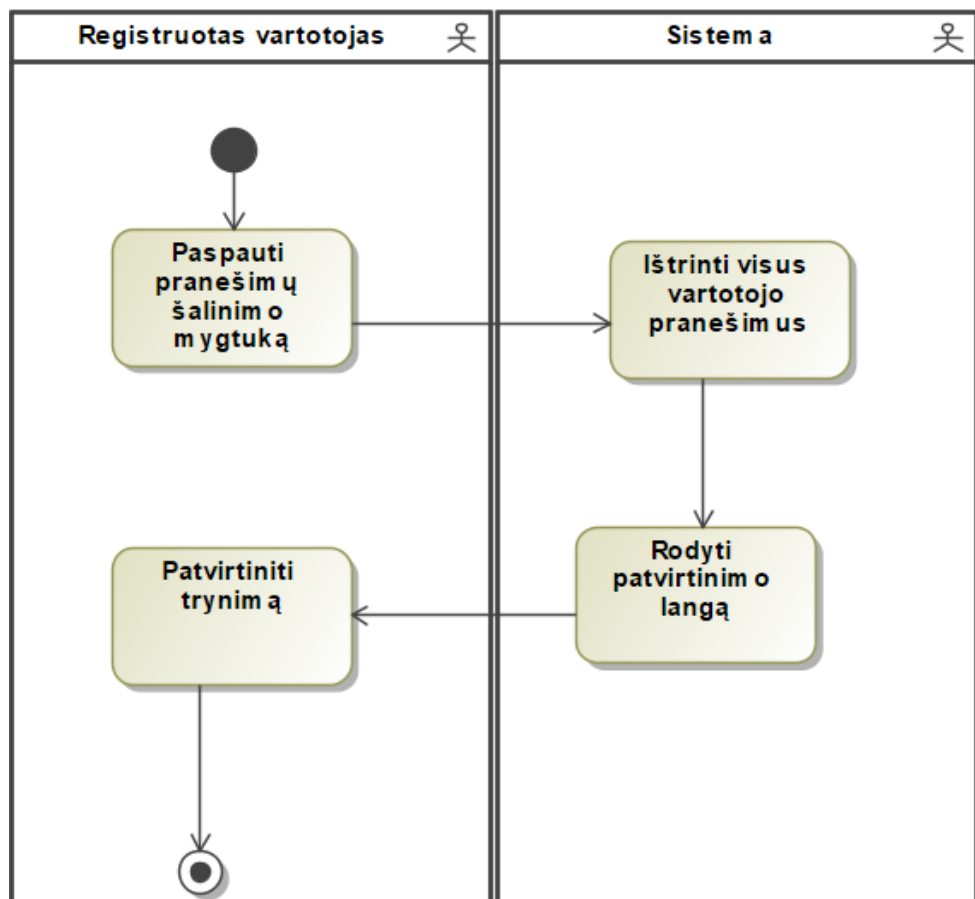 Registruotas vartotojas
Sistema
Paspauti
pranešimų
šalinimo
mygtuką
Ištrinti visus
vartotojo
pranešimus
Rodyti
patvirtinimo
langą
Patvirtiniti
trynimą